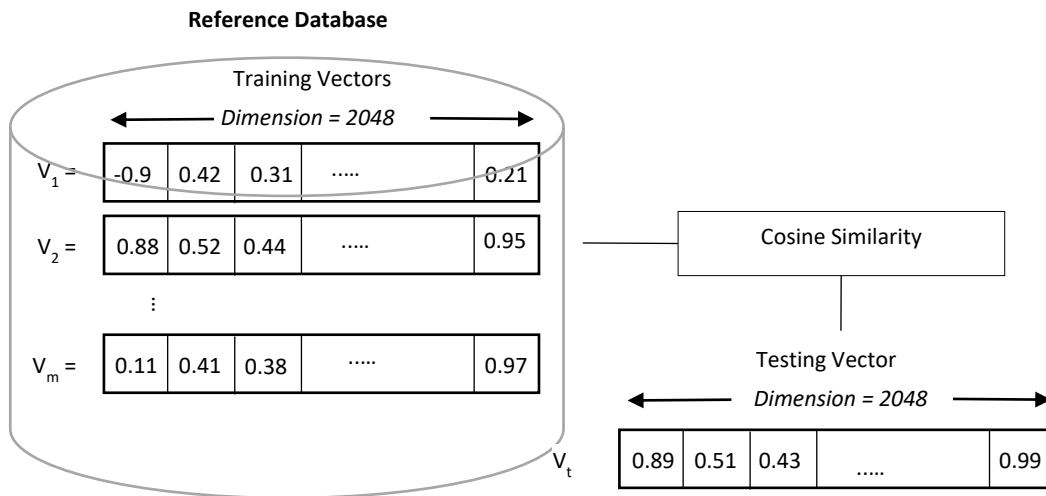 Reference Database
Training Vectors
Dimension = 2048
V1 = -0.9 0.42 0.31 ..... 0.21
V2 = 0.88 0.52 0.44 ..... 0.95
⋮
Vm = 0.11 0.41 0.38 ..... 0.97
Cosine Similarity
Testing Vector
Dimension = 2048
Vt 0.89 0.51 0.43 ..... 0.99